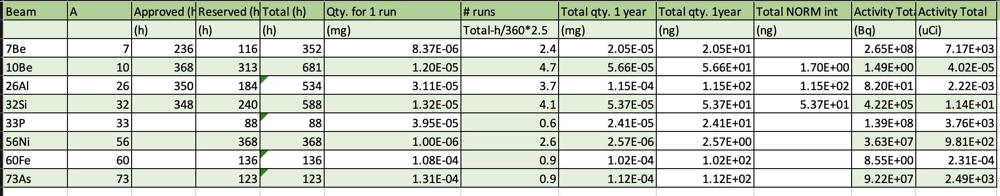 Beam A Approved (h Reserved (h Total (h) Qty. for 1 run # runs Total qty. 1 year Total qty. 1year Total NORM int Activity Tota Activity Total
(h) (h) (h) (mg) Total-h/360*2.5 (mg) (ng) (ng) (Bq) (uCi)
7Be 7 236 116 352 8.37E-06 2.4 2.05E-05 2.05E+01 2.65E+08 7.17E+03
10Be 10 368 313 681 1.20E-05 4.7 5.66E-05 5.66E+01 1.70E+00 1.49E+00 4.02E-05
26Al 26 350 184 534 3.11E-05 3.7 1.15E-04 1.15E+02 1.15E+02 8.20E+01 2.22E-03
32Si 32 348 240 588 1.32E-05 4.1 5.37E-05 5.37E+01 5.37E+01 4.22E+05 1.14E+01
33P 33 88 88 3.95E-05 0.6 2.41E-05 2.41E+01 1.39E+08 3.76E+03
56Ni 56 368 368 1.00E-06 2.6 2.57E-06 2.57E+00 3.63E+07 9.81E+02
60Fe 60 136 136 1.08E-04 0.9 1.02E-04 1.02E+02 8.55E+00 2.31E-04
73As 73 123 123 1.31E-04 0.9 1.12E-04 1.12E+02 9.22E+07 2.49E+03